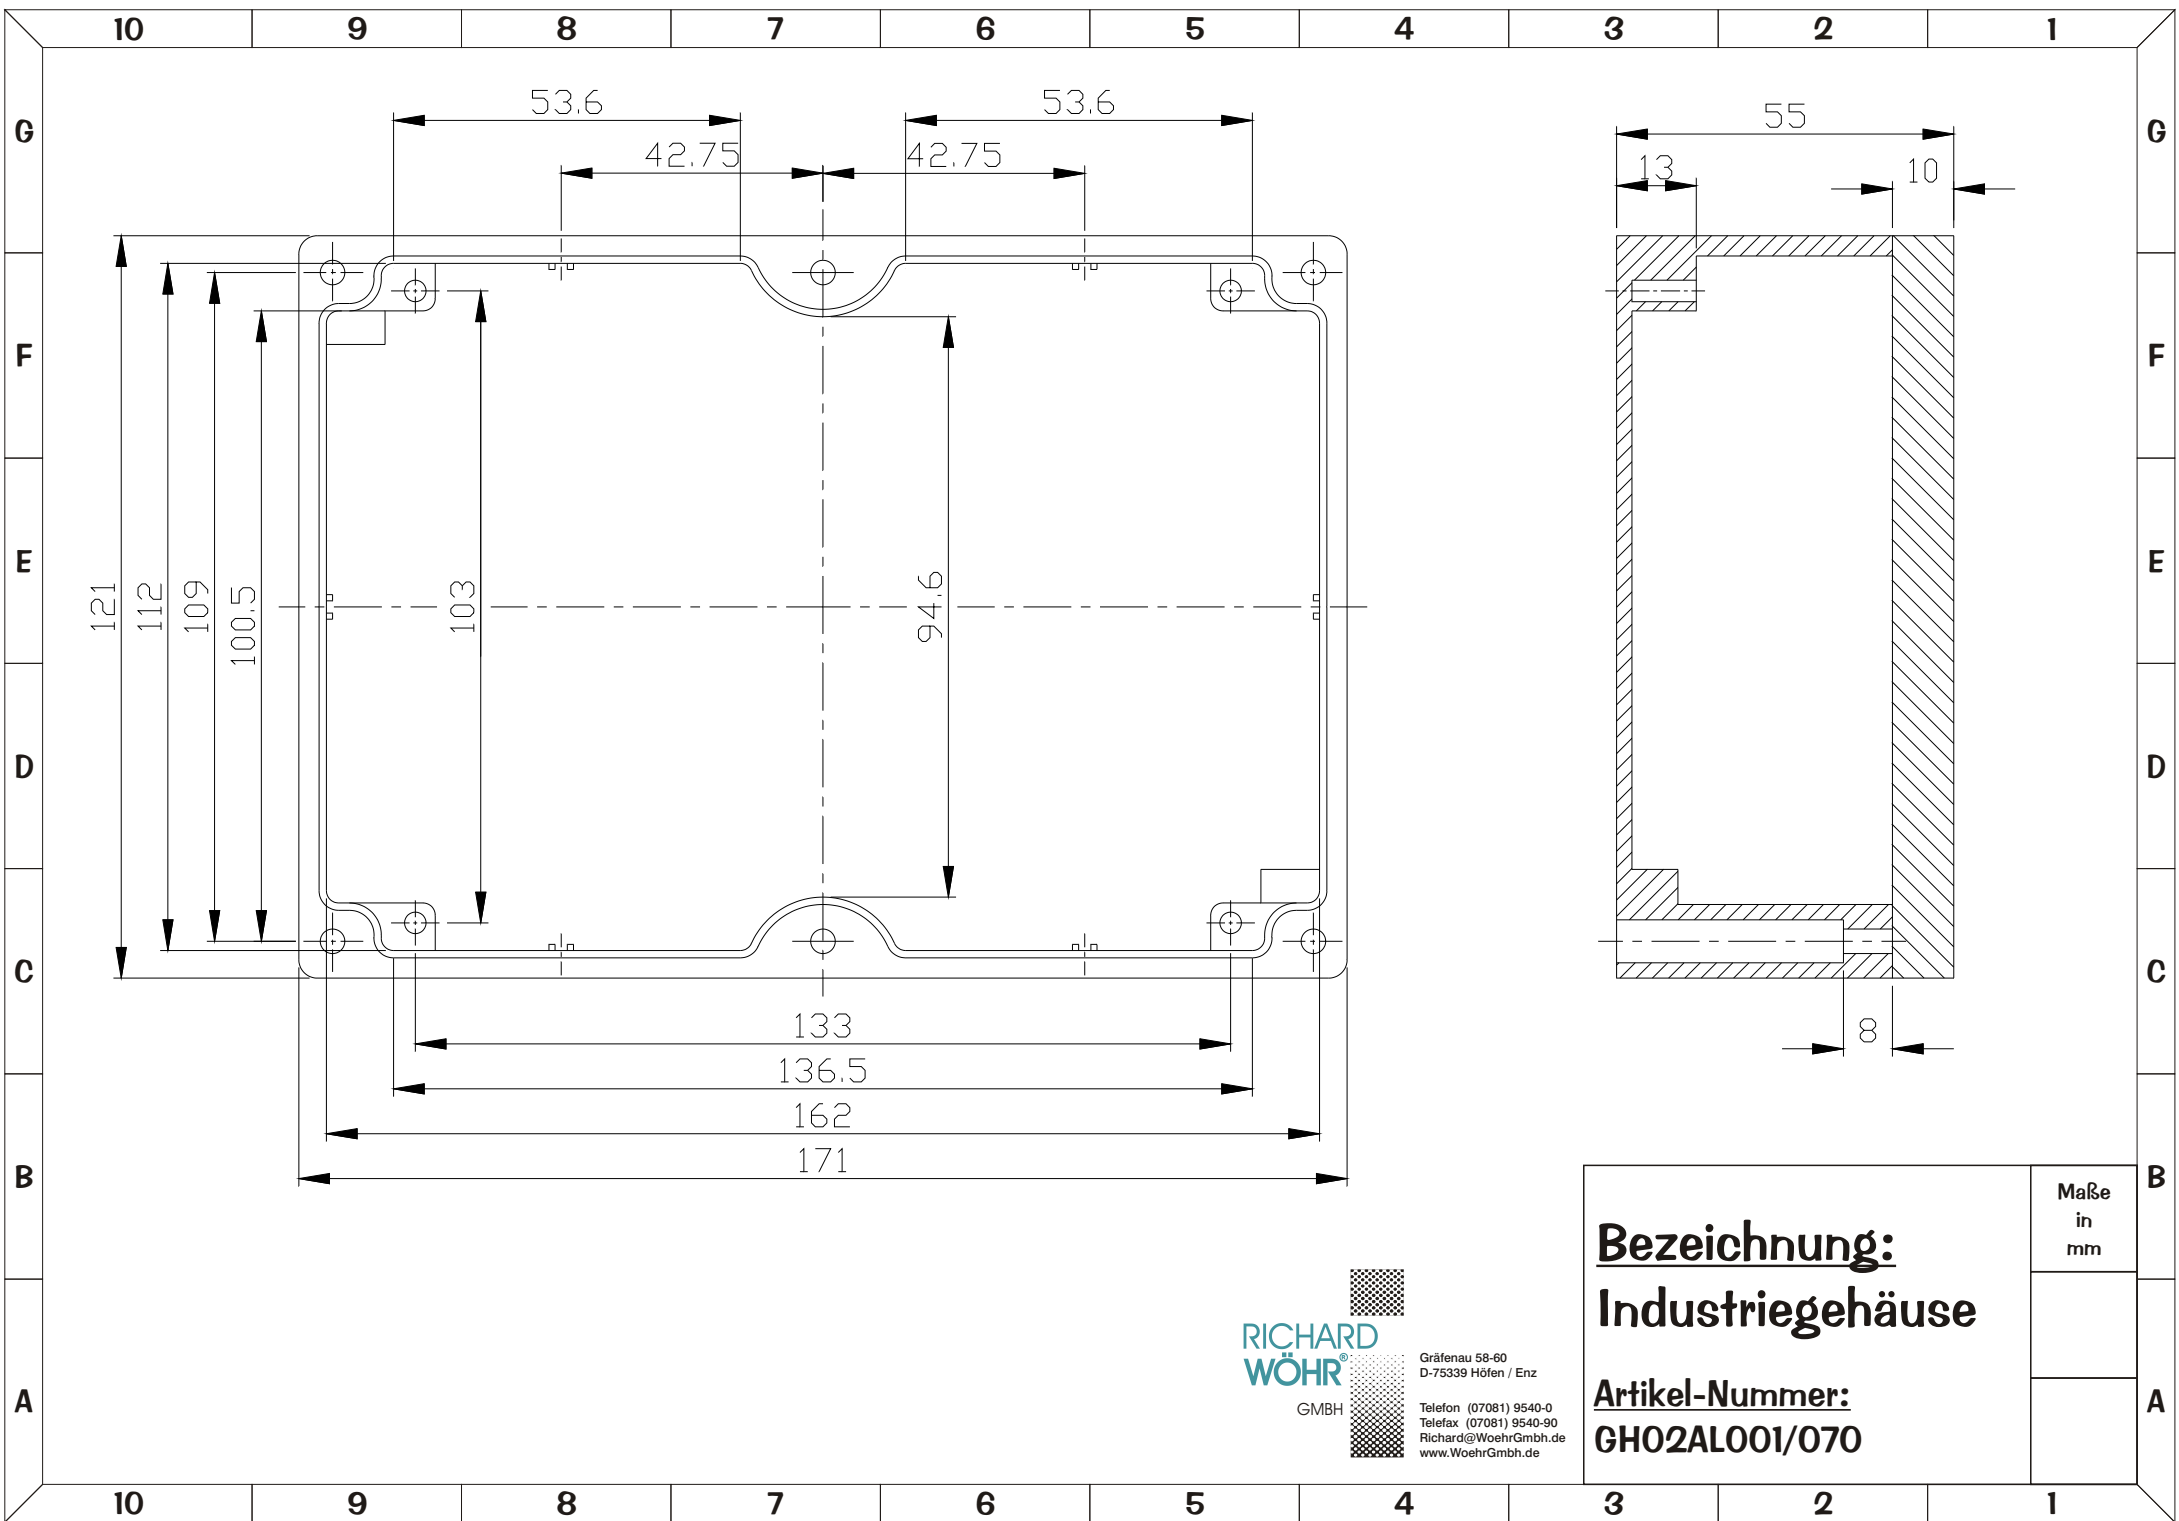 10 9 8 7 6 5 4 3 2 1
G G
F F
E E
D D
C C
B B
A A
53.6 53.6
42.75 42.75
55
13 10
121 112 109 100.5 103 94.6
8
133
136.5
162
171
Maße
in
mm
Bezeichnung:
Industriegehäuse
Artikel-Nummer:
GH02AL001/070
RICHARD
WÖHR®
GMBH
Gräfenau 58-60
D-75339 Höfen / Enz
Telefon (07081) 9540-0
Telefax (07081) 9540-90
Richard@WoehrGmbh.de
www.WoehrGmbh.de
10 9 8 7 6 5 4 3 2 1